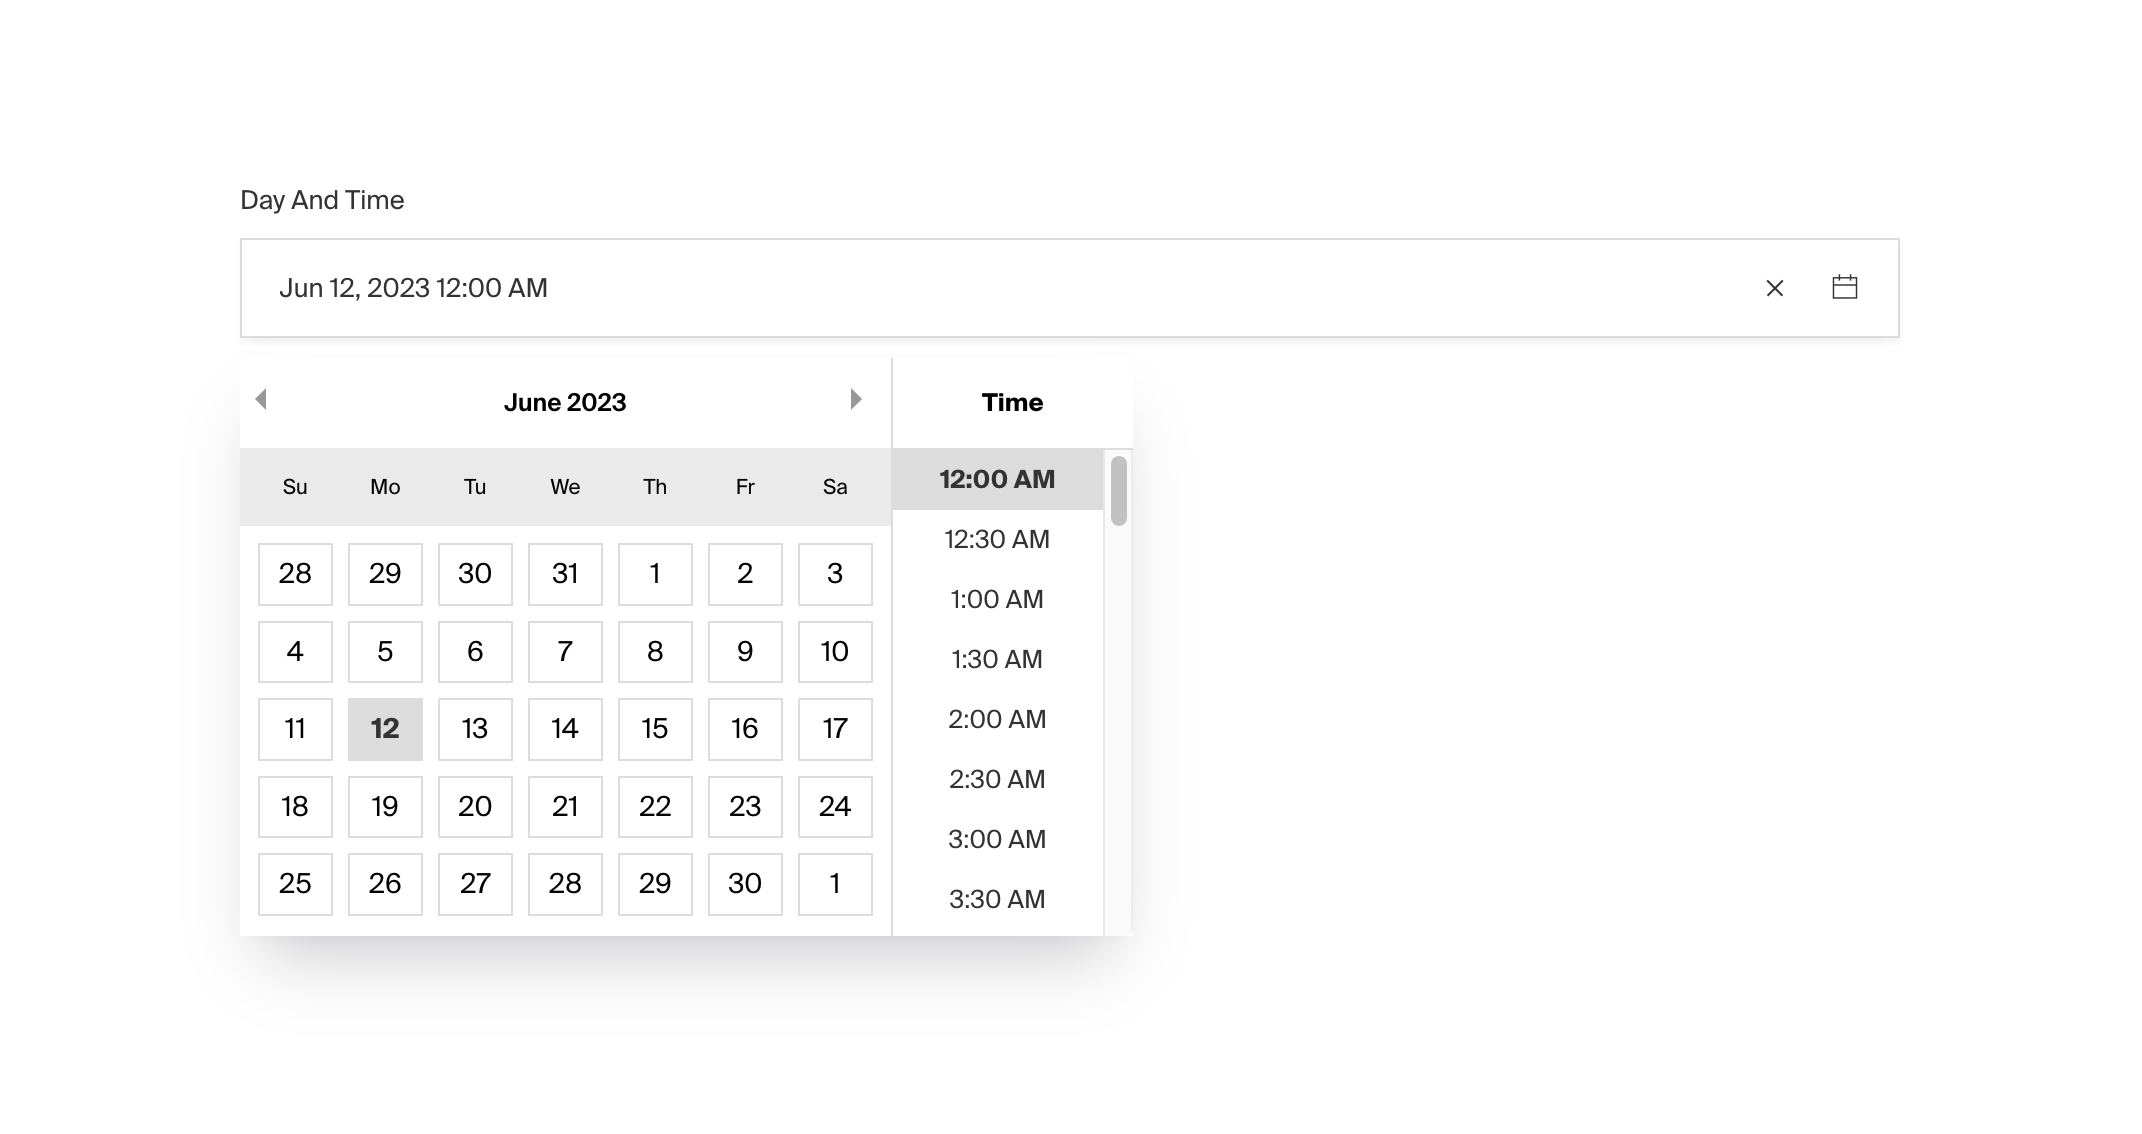 Day And Time
Jun 12, 2023 12:00 AM
June 2023
Su Mo Tu We Th Fr Sa
28 29 30 31 1 2 3
4 5 6 7 8 9 10
11 12 13 14 15 16 17
18 19 20 21 22 23 24
25 26 27 28 29 30 1
Time
12:00 AM
12:30 AM
1:00 AM
1:30 AM
2:00 AM
2:30 AM
3:00 AM
3:30 AM